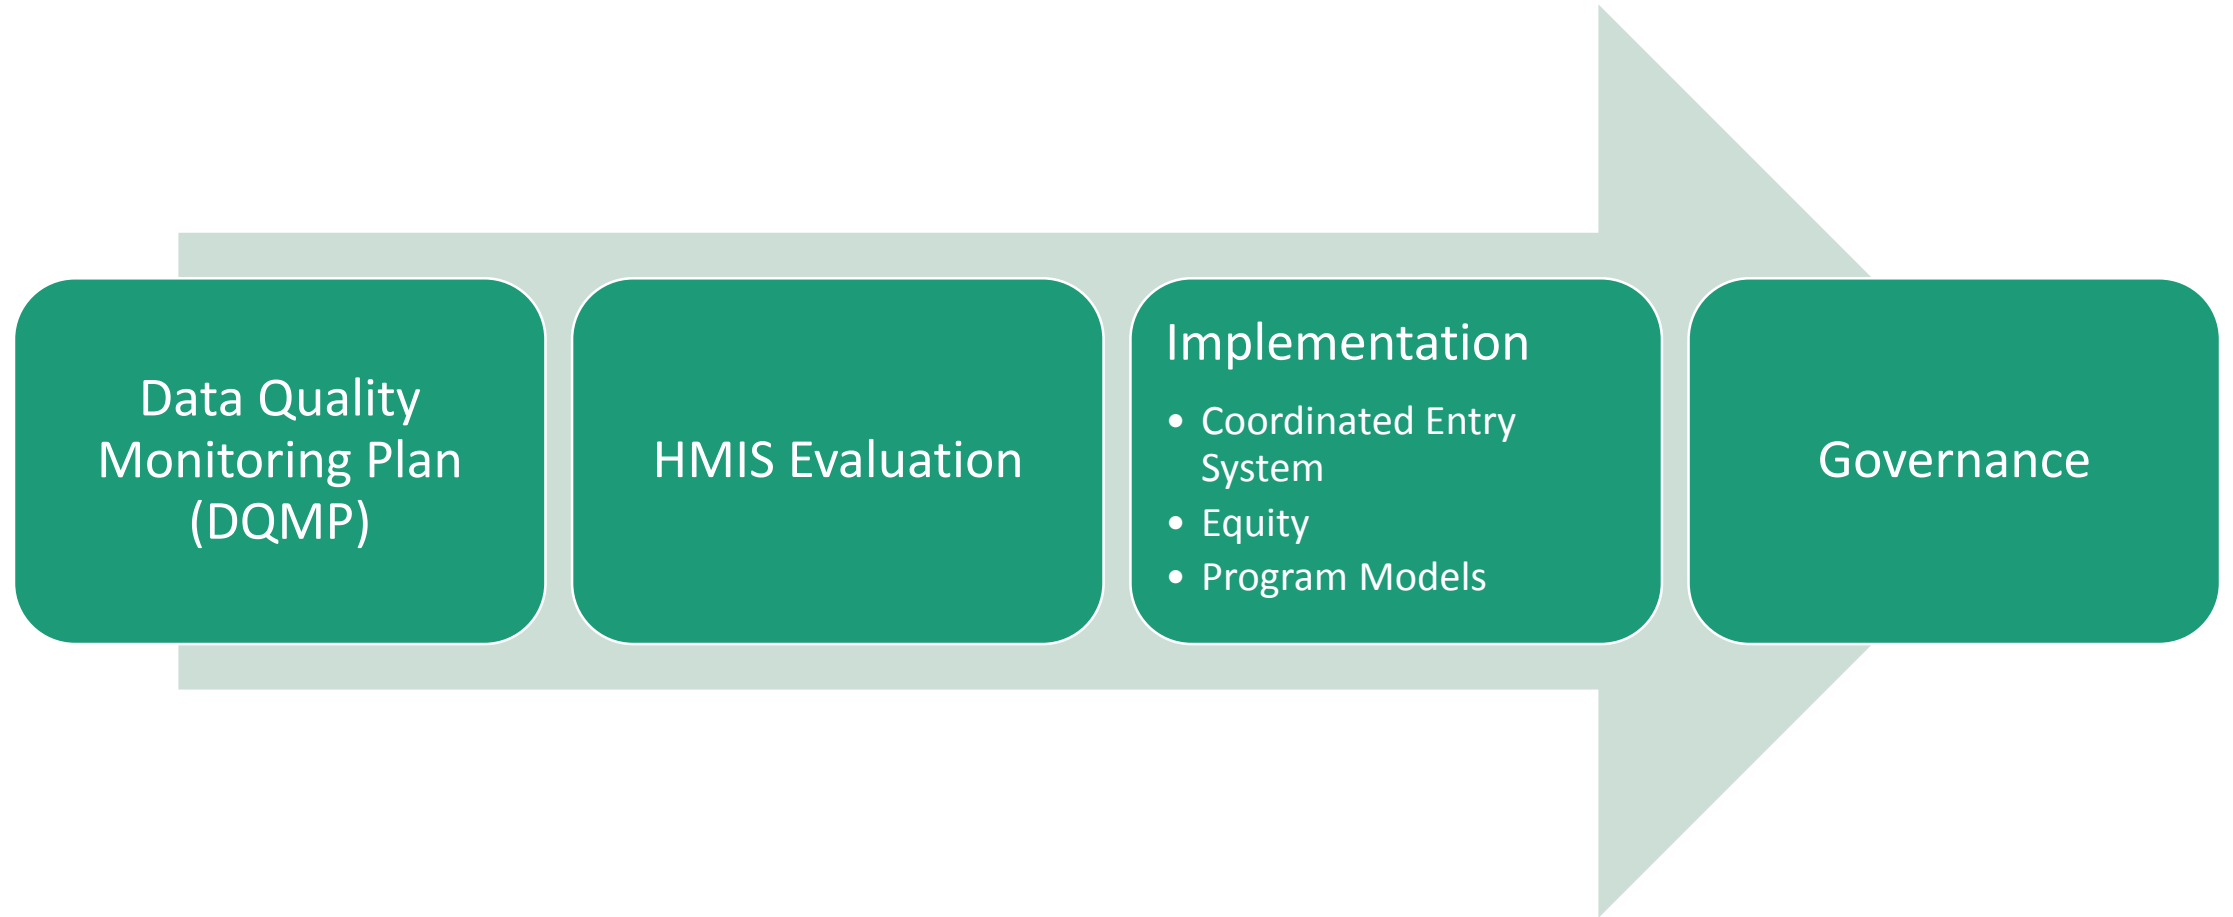 Data Quality
Monitoring Plan
(DQMP)
HMIS Evaluation
Implementation
• Coordinated Entry
System
• Equity
• Program Models
Governance